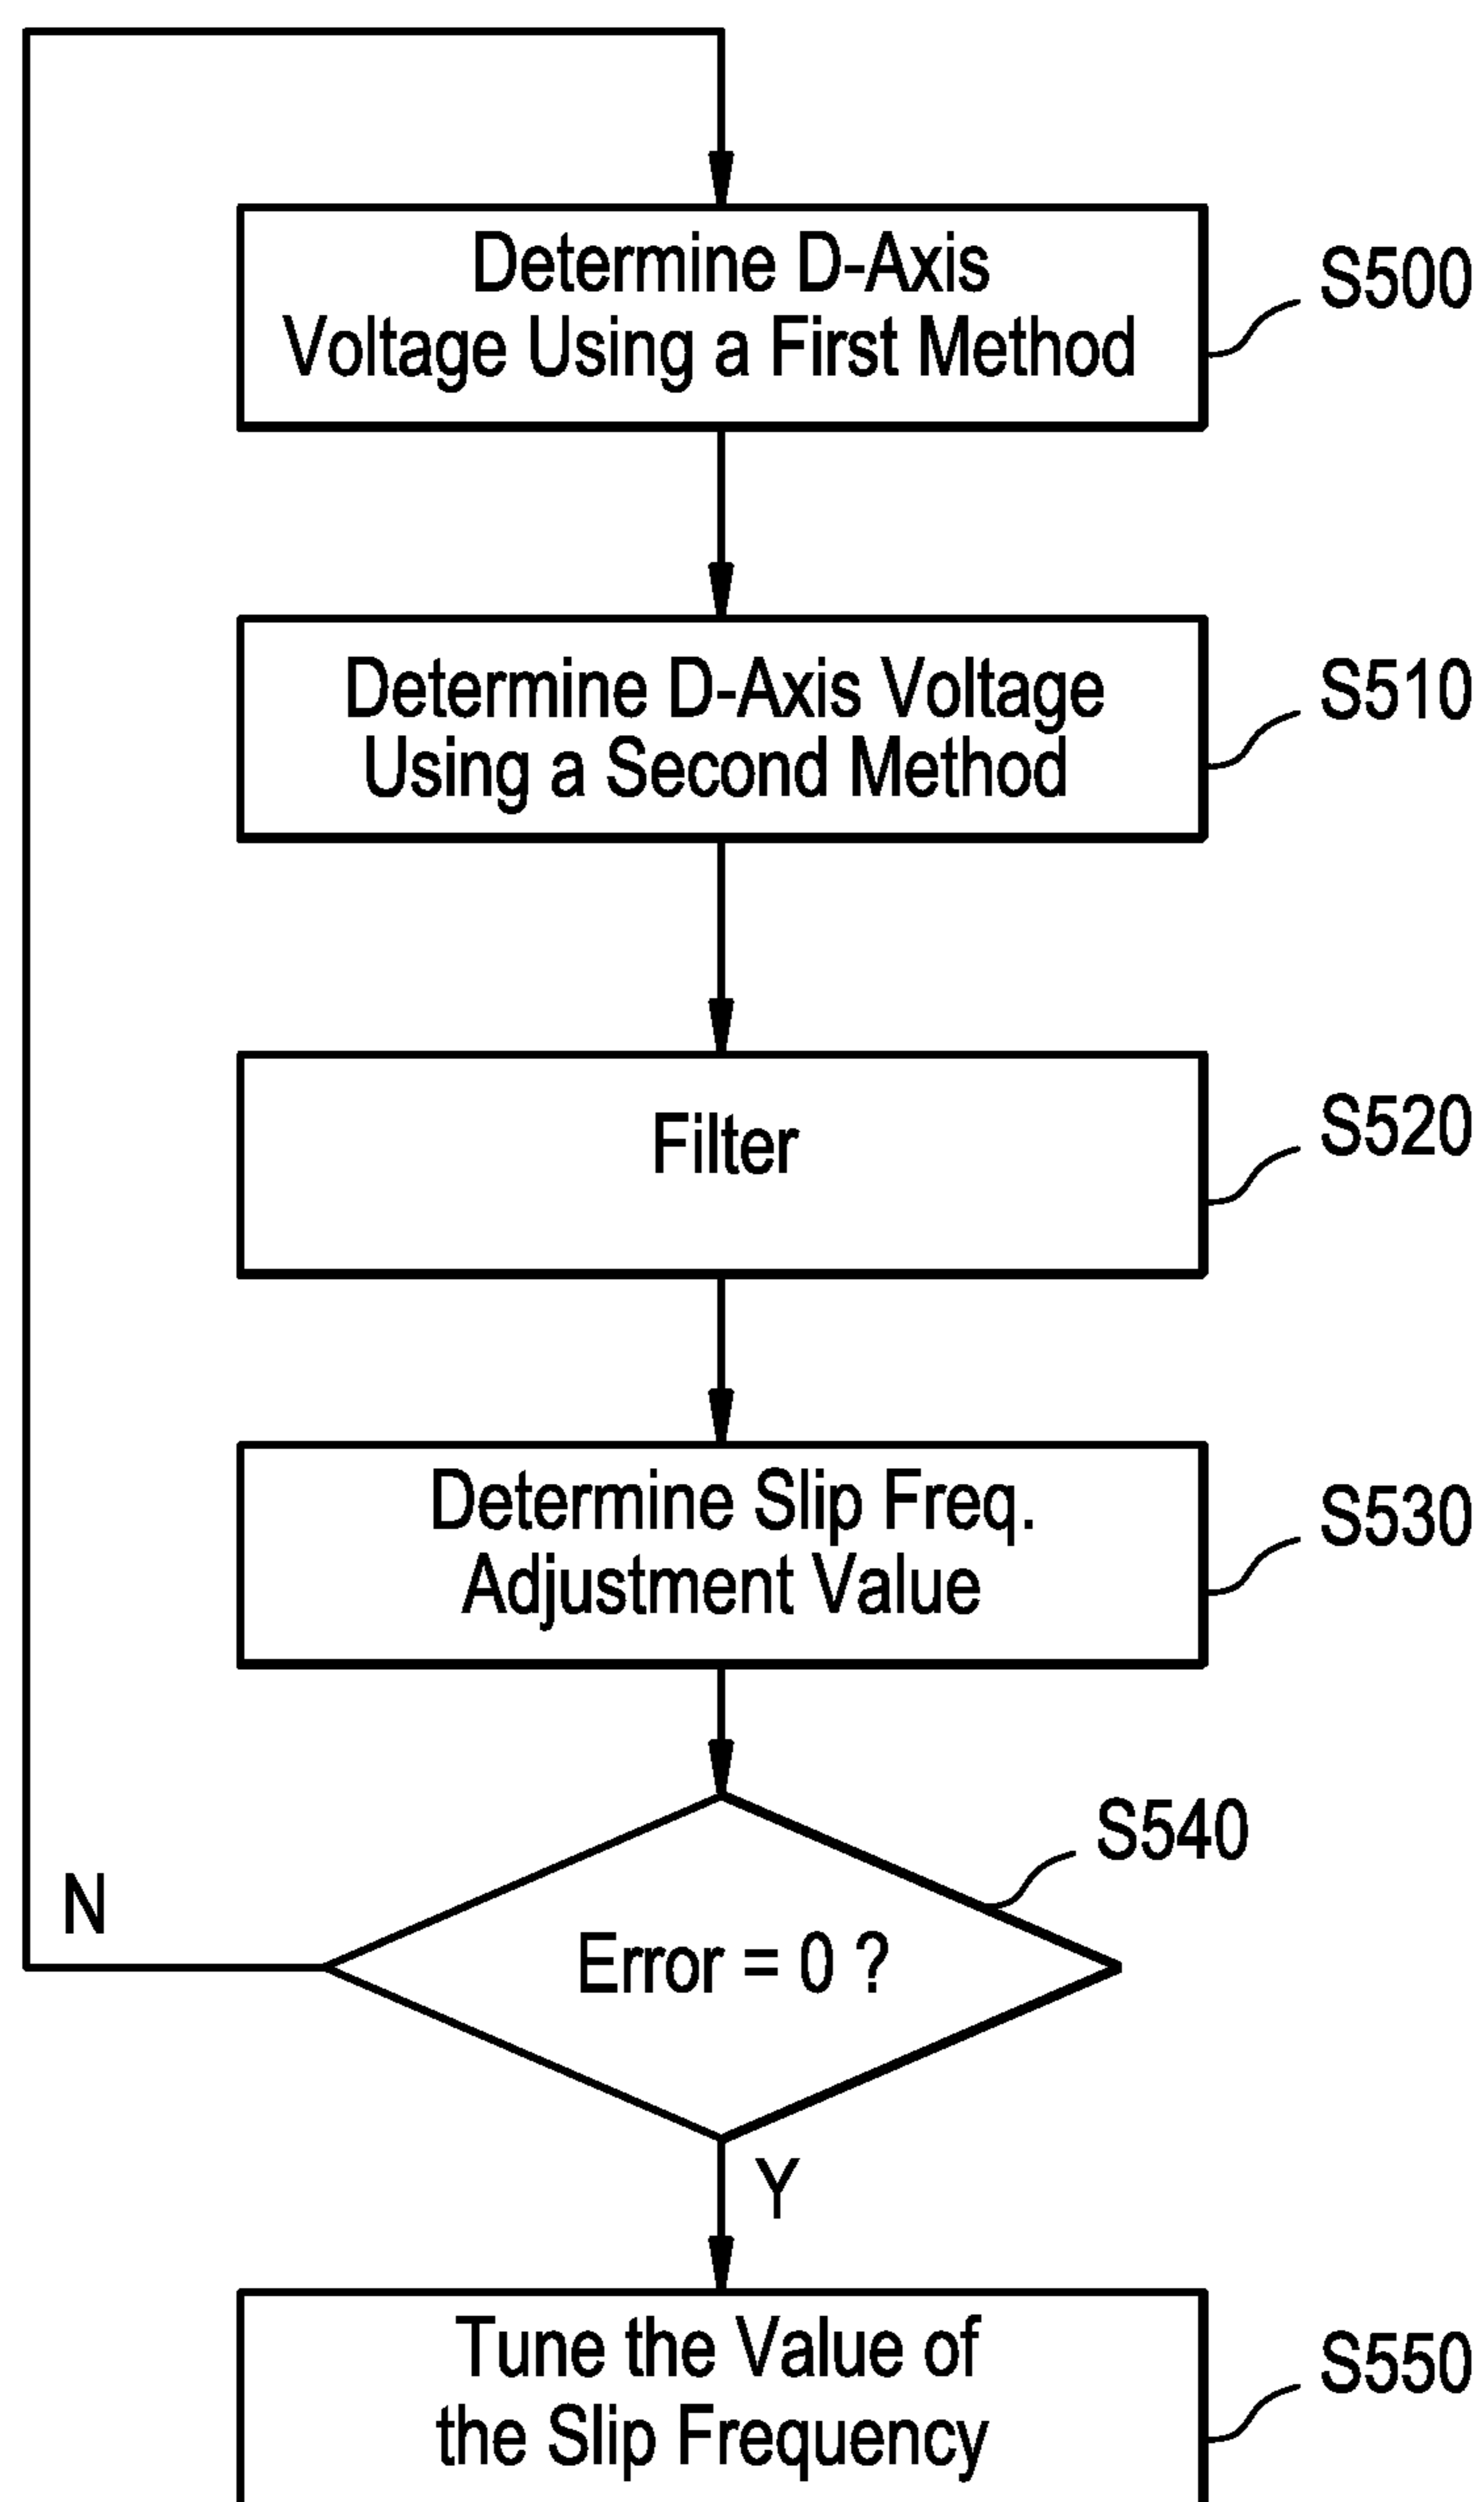 Determine D-Axis
Voltage Using a First Method
S500
Determine D-Axis Voltage
Using a Second Method
S510
Filter
S520
Determine Slip Freq.
Adjustment Value
S530
S540
Error = 0 ?
N
Y
Tune the Value of
the Slip Frequency
S550